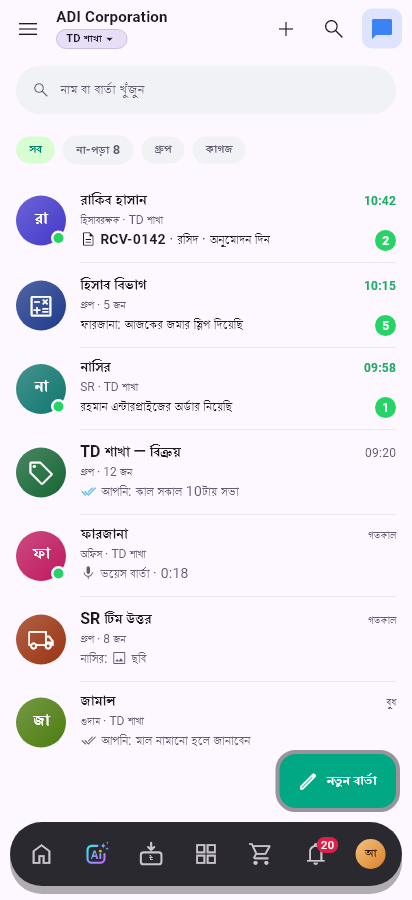 ADI Corporation
TD শাখা
নাম বা বার্তা খুঁজুন
সব
না-পড়া 8
গ্রুপ
কাগজ
রা
রাকিব হাসান
10:42
হিসাবরক্ষক · TD শাখা
RCV-0142 · রসিদ · অনুমোদন দিন
2
হিসাব বিভাগ
10:15
গ্রুপ · 5 জন
ফারজানা: আজকের জমার স্লিপ দিয়েছি
5
না
নাসির
09:58
SR · TD শাখা
রহমান এন্টারপ্রাইজের অর্ডার নিয়েছি
1
TD শাখা — বিক্রয়
09:20
গ্রুপ · 12 জন
আপনি: কাল সকাল 10টায় সভা
ফা
ফারজানা
গতকাল
অফিস · TD শাখা
ভয়েস বার্তা · 0:18
SR টিম উত্তর
গতকাল
গ্রুপ · 8 জন
নাসির: ছবি
জা
জামাল
বুধ
গুদাম · TD শাখা
আপনি: মাল নামানো হলে জানাবেন
নতুন বার্তা
Ai
৳
20
আ